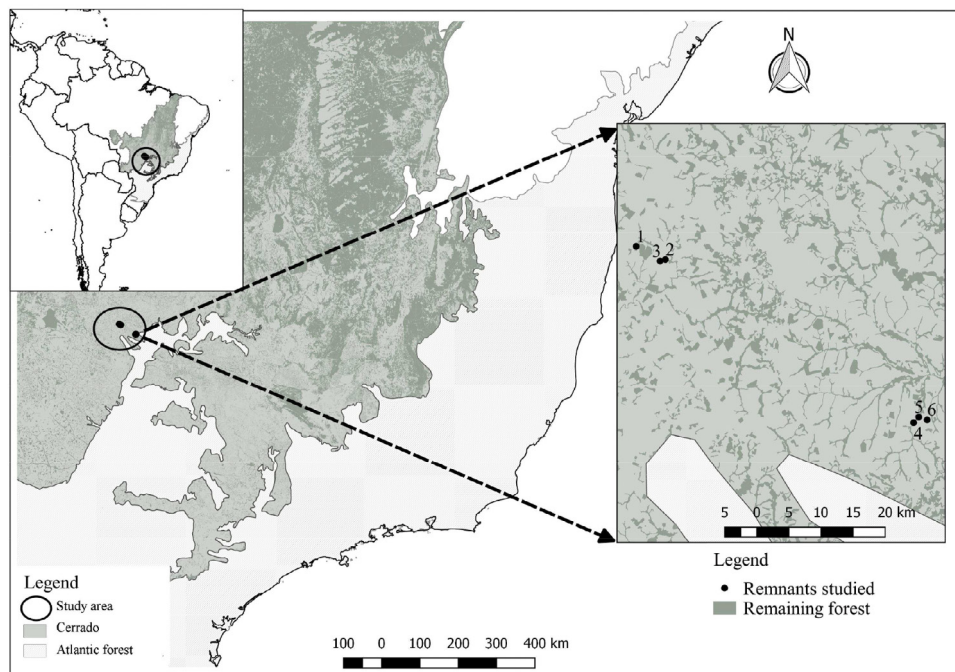 N
1
3 2
5
6
4
5 0 5 10 15 20 km
Legend
Remnants studied
Remaining forest
Legend
Study area
Cerrado
Atlantic forest
100 0 100 200 300 400 km